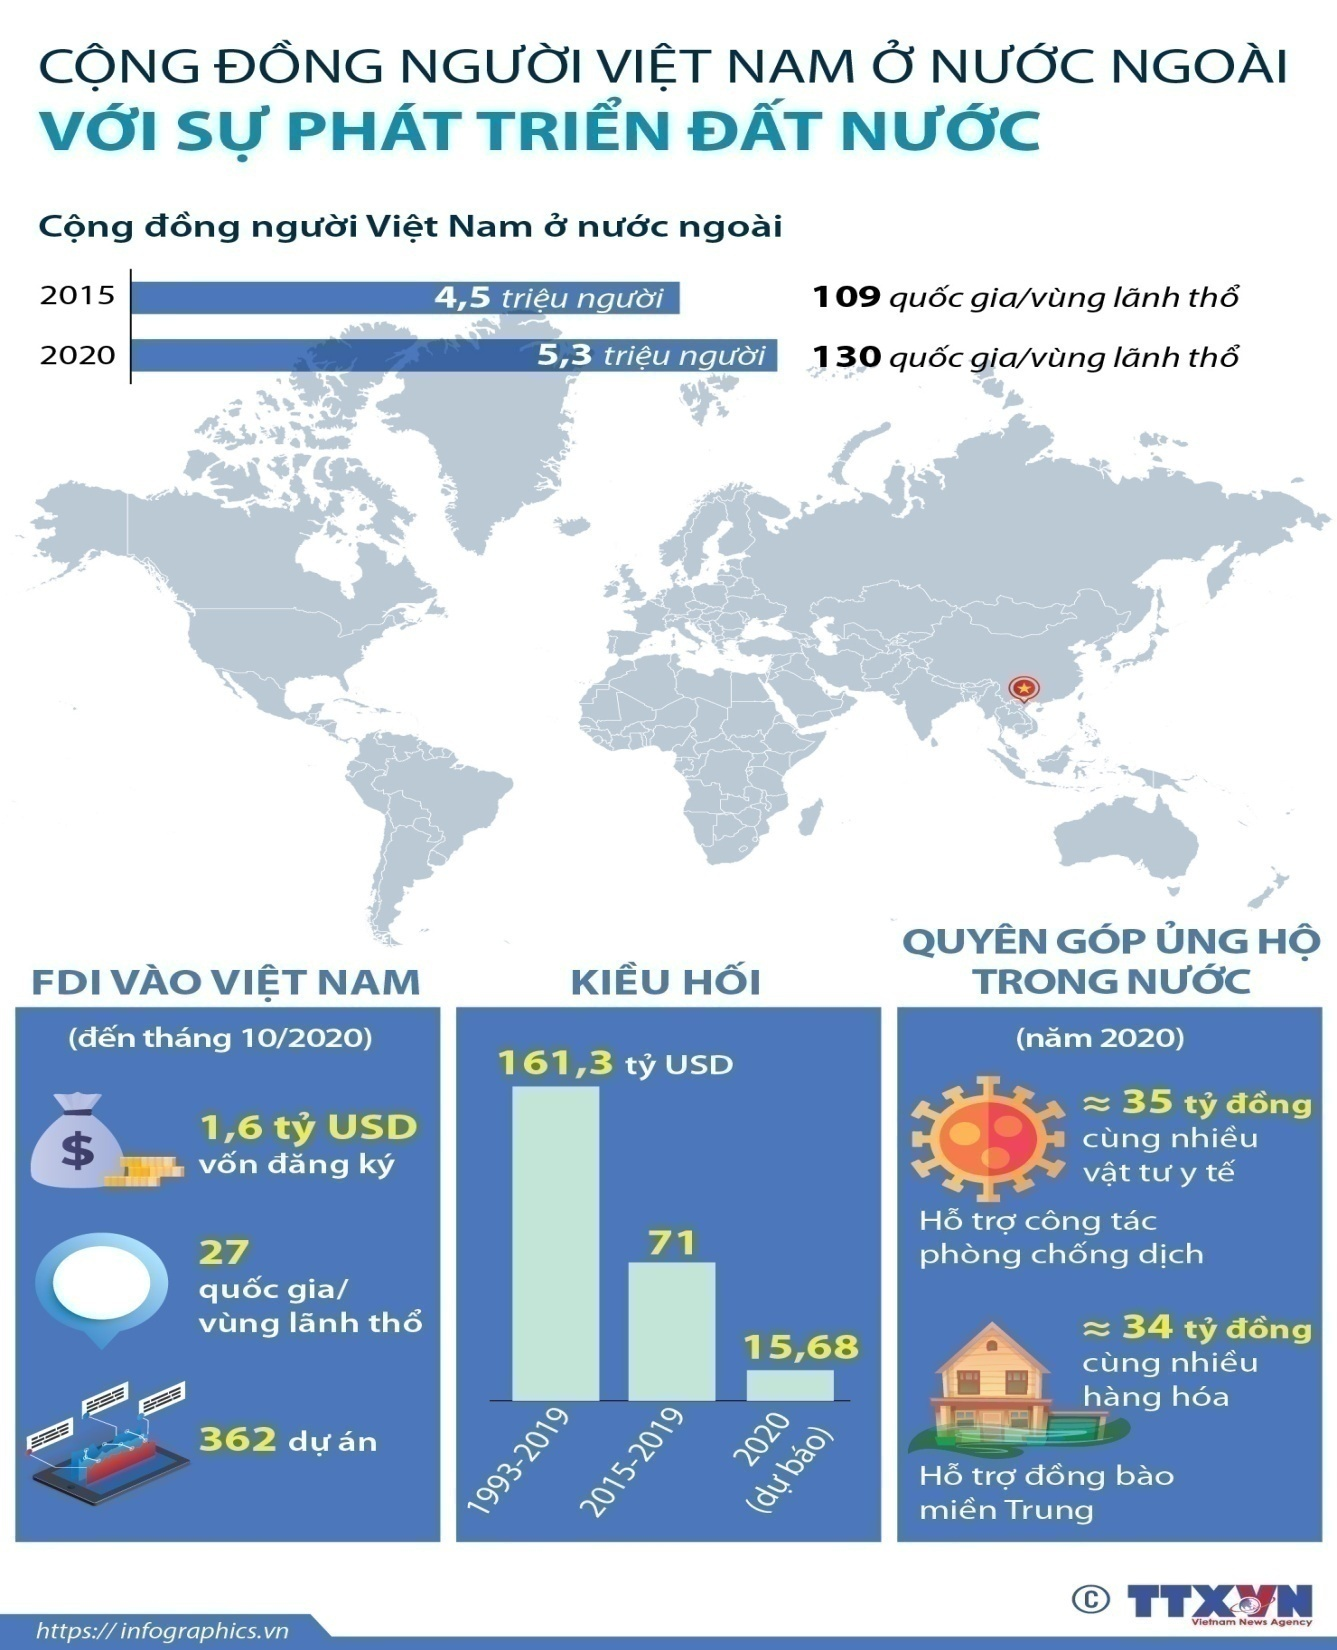 CỘNG ĐỒNG NGƯỜI VIỆT NAM Ở NƯỚC NGOÀI
VỚI SỰ PHÁT TRIỂN ĐẤT NƯỚC
Cộng đồng người Việt Nam ở nước ngoài
2015 4,5 triệu người 109 quốc gia/vùng lãnh thổ
2020 5,3 triệu người 130 quốc gia/vùng lãnh thổ
FDI VÀO VIỆT NAM
(đến tháng 10/2020)
$
1,6 tỷ USD
vốn đăng ký
27
quốc gia/
vùng lãnh thổ
362 dự án
KIỀU HỐI
161,3 tỷ USD
71
15,68
1993-2019
2015-2019
2020
(dự báo)
QUYÊN GÓP ỦNG HỘ
TRONG NƯỚC
(năm 2020)
≈ 35 tỷ đồng
cùng nhiều
vật tư y tế
Hỗ trợ công tác
phòng chống dịch
≈ 34 tỷ đồng
cùng nhiều
hàng hóa
Hỗ trợ đồng bào
miền Trung
© TTXVN
Vietnam News Agency
https:// infographics.vn